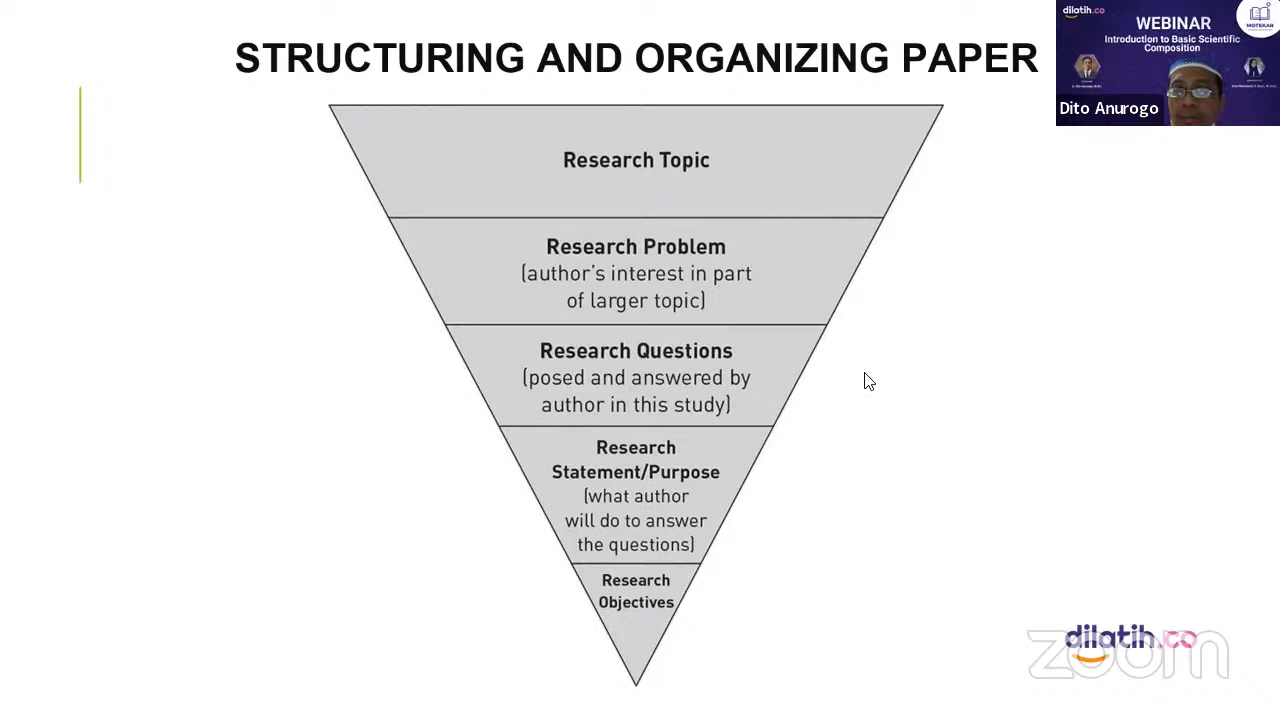 STRUCTURING AND ORGANIZING PAPER
Research Topic
Research Problem
(author's interest in part
of larger topic)
Research Questions
(posed and answered by
author in this study)
Research
Statement/Purpose
(what author
will do to answer
the questions)
Research
Objectives
dilatih.co
WEBINAR
Introduction to Basic Scientific
Composition
MOTEKAR
Dito Anurogo
dilatih.co
zoom